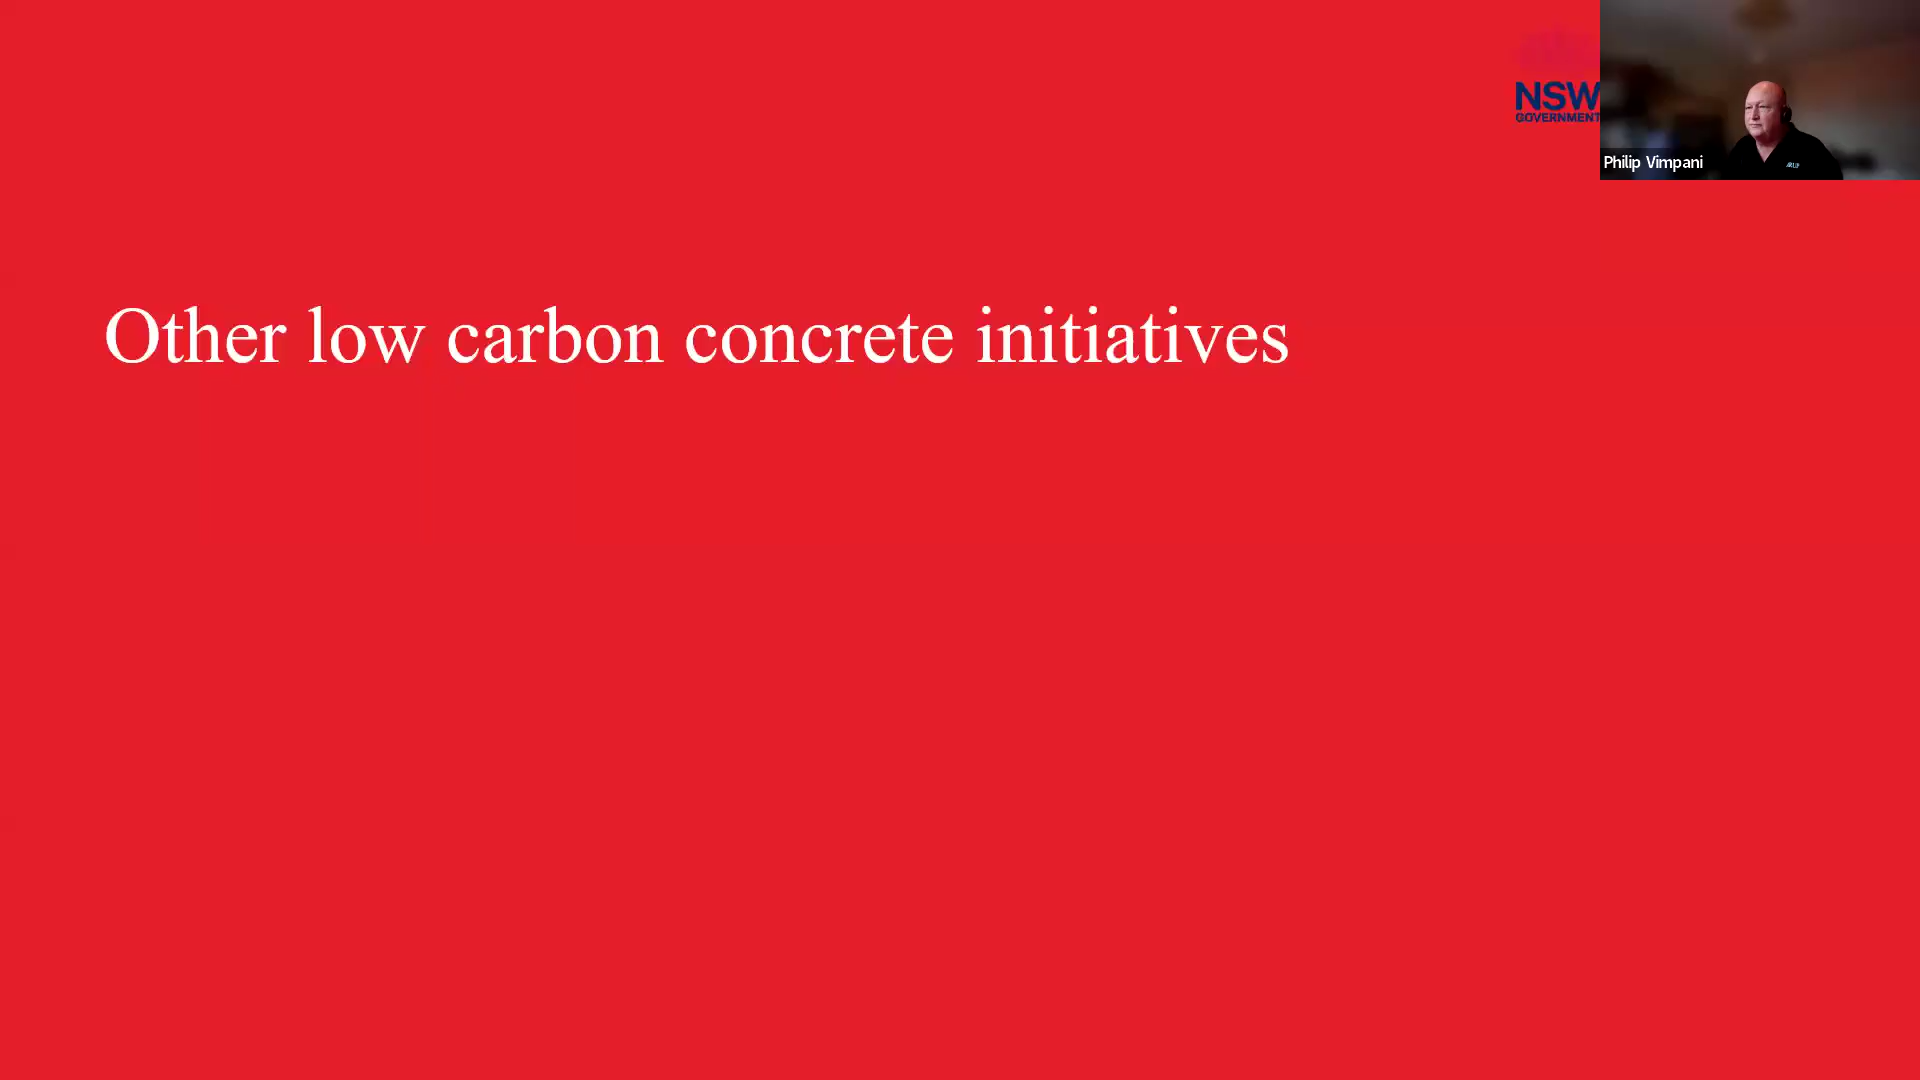 NSW
GOVERNMENT
Philip Vimpani
Other low carbon concrete initiatives